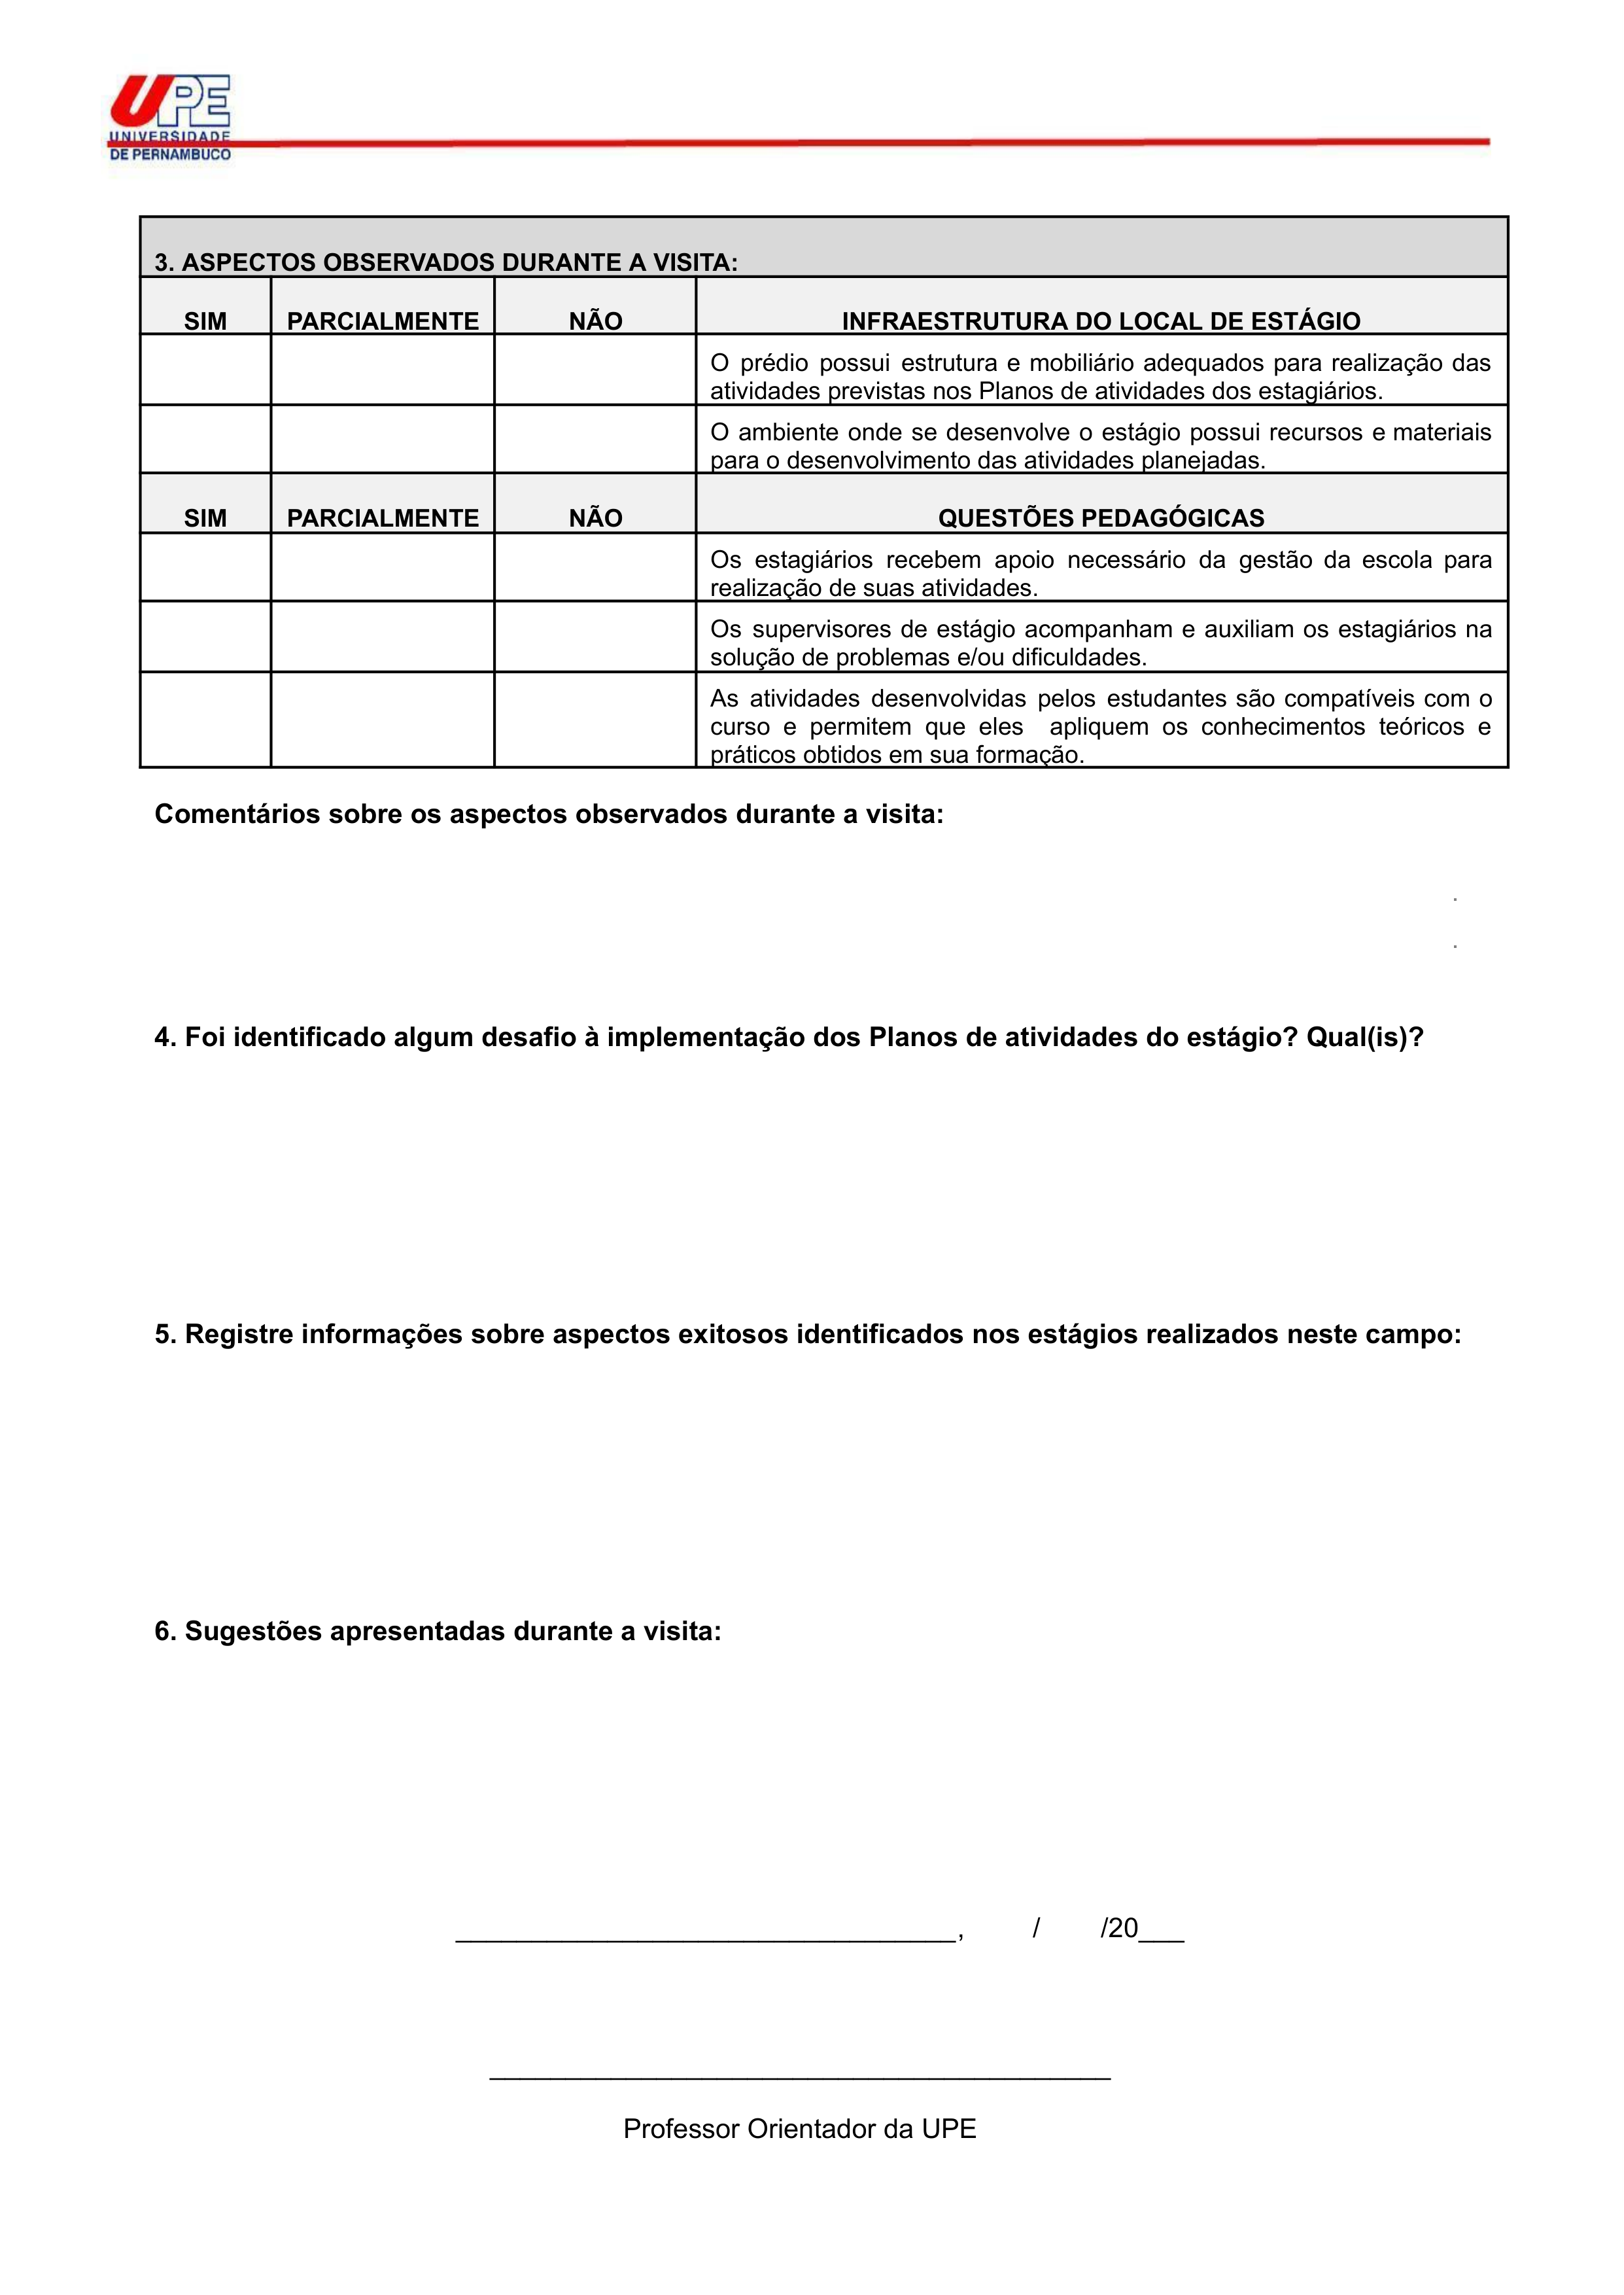 UPE
UNIVERSIDADE
DE PERNAMBUCO
3. ASPECTOS OBSERVADOS DURANTE A VISITA:
SIM PARCIALMENTE NÃO INFRAESTRUTURA DO LOCAL DE ESTÁGIO
O prédio possui estrutura e mobiliário adequados para realização das
atividades previstas nos Planos de atividades dos estagiários.
O ambiente onde se desenvolve o estágio possui recursos e materiais
para o desenvolvimento das atividades planejadas.
SIM PARCIALMENTE NÃO QUESTÕES PEDAGÓGICAS
Os estagiários recebem apoio necessário da gestão da escola para
realização de suas atividades.
Os supervisores de estágio acompanham e auxiliam os estagiários na
solução de problemas e/ou dificuldades.
As atividades desenvolvidas pelos estudantes são compatíveis com o
curso e permitem que eles apliquem os conhecimentos teóricos e
práticos obtidos em sua formação.
Comentários sobre os aspectos observados durante a visita:
.
.
4. Foi identificado algum desafio à implementação dos Planos de atividades do estágio? Qual(is)?
5. Registre informações sobre aspectos exitosos identificados nos estágios realizados neste campo:
6. Sugestões apresentadas durante a visita:
_________________________________, / /20___
_________________________________________
Professor Orientador da UPE